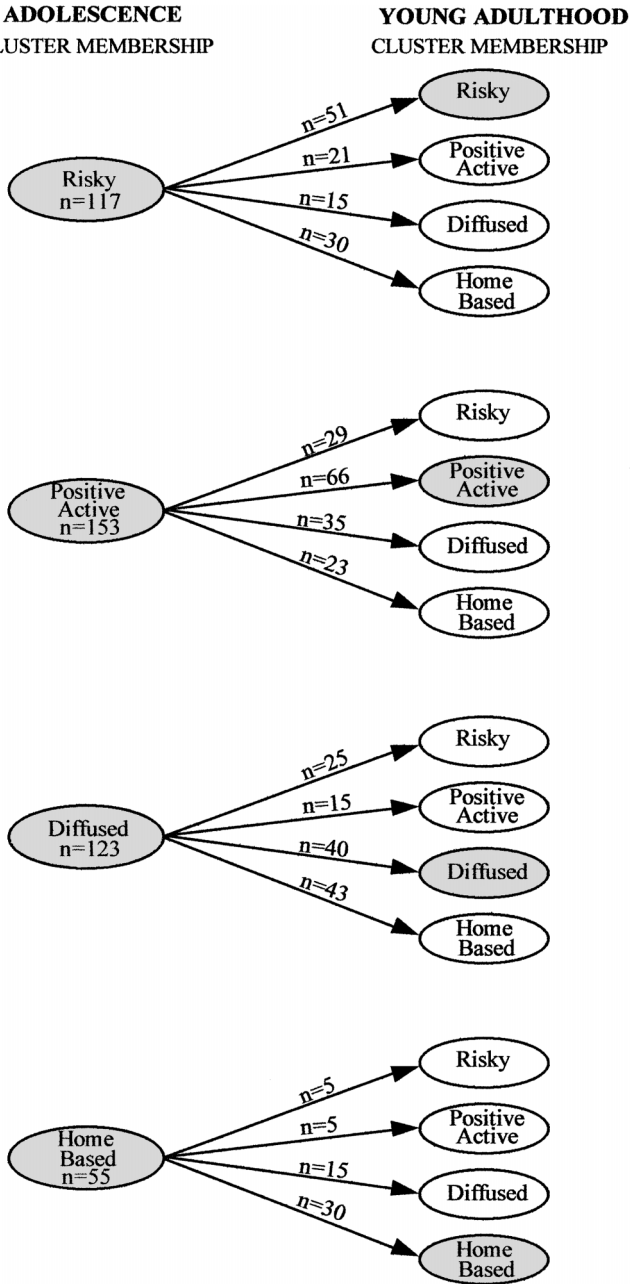 ADOLESCENCE YOUNG ADULTHOOD
LUSTER MEMBERSHIP CLUSTER MEMBERSHIP
Risky
n=117
n=51
n=21
n=15
n=30
Risky
Positive
Active
Diffused
Home
Based
Positive
Active
n=153
n=29
n=66
n=35
n=23
Risky
Positive
Active
Diffused
Home
Based
Diffused
n=123
n=25
n=15
n=40
n=43
Risky
Positive
Active
Diffused
Home
Based
Home
Based
n=55
n=5
n=5
n=15
n=30
Risky
Positive
Active
Diffused
Home
Based